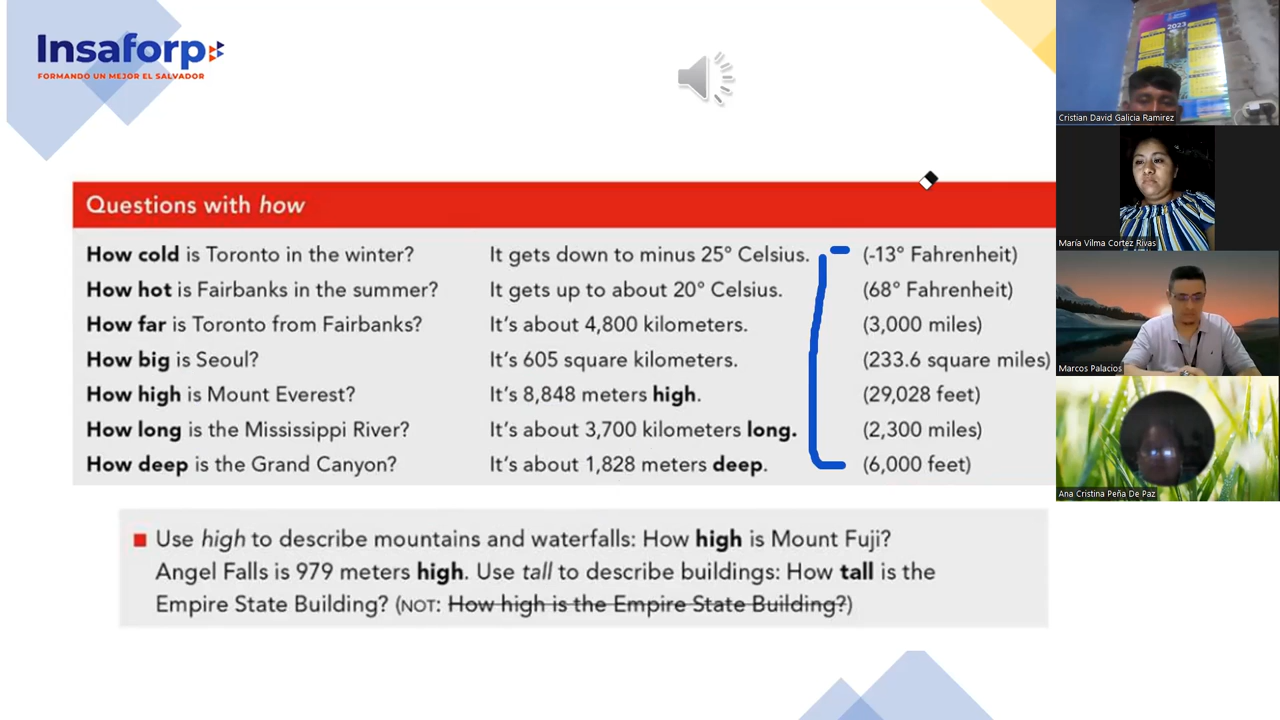 Insaforp
FORMANDO UN MEJOR EL SALVADOR
Questions with how
How cold is Toronto in the winter? It gets down to minus 25° Celsius. (-13° Fahrenheit)
How hot is Fairbanks in the summer? It gets up to about 20° Celsius. (68° Fahrenheit)
How far is Toronto from Fairbanks? It's about 4,800 kilometers. (3,000 miles)
How big is Seoul? It's 605 square kilometers. (233.6 square miles)
How high is Mount Everest? It's 8,848 meters high. (29,028 feet)
How long is the Mississippi River? It's about 3,700 kilometers long. (2,300 miles)
How deep is the Grand Canyon? It's about 1,828 meters deep. (6,000 feet)
Use high to describe mountains and waterfalls: How high is Mount Fuji?
Angel Falls is 979 meters high. Use tall to describe buildings: How tall is the
Empire State Building? (NOT: How high is the Empire State Building?)
2023
Cristian David Galicia Ramirez
María Vilma Cortez Rivas
Marcos Palacios
Ana Cristina Peña De Paz